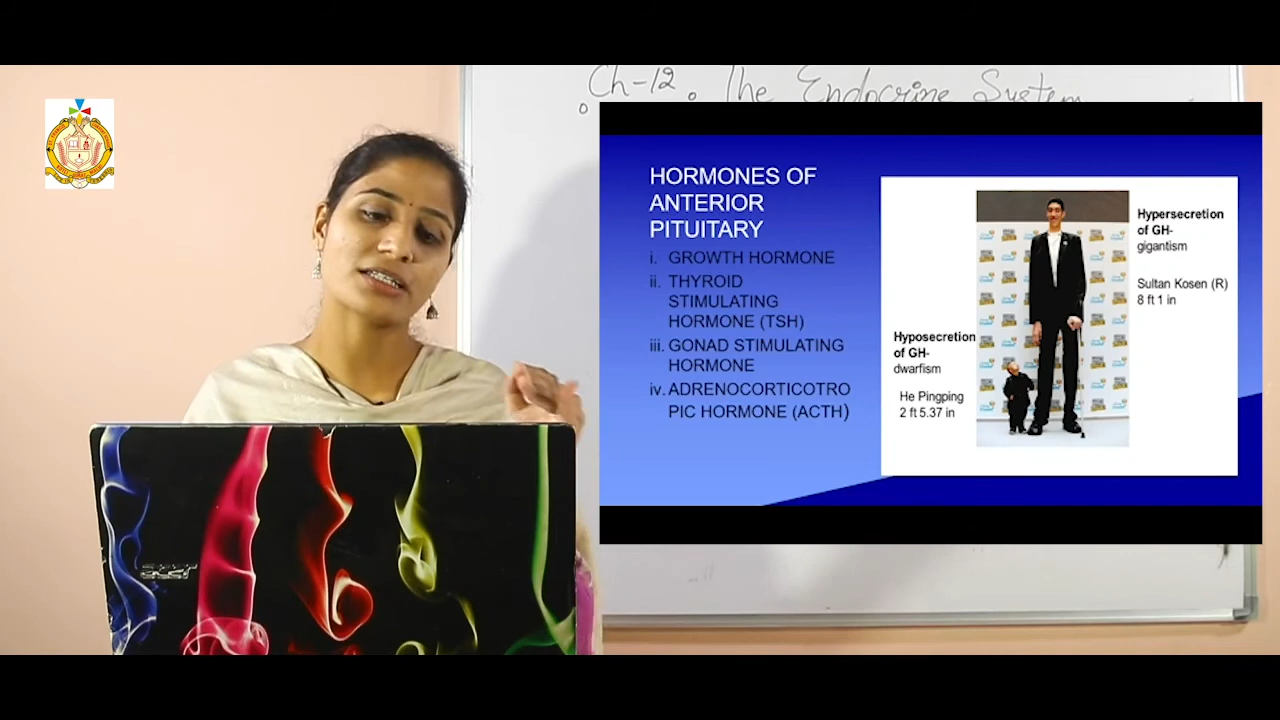 Ch-12. The Endocrine System
HORMONES OF
ANTERIOR
PITUITARY
i. GROWTH HORMONE
ii. THYROID
STIMULATING
HORMONE (TSH)
iii. GONAD STIMULATING
HORMONE
iv. ADRENOCORTICOTRO
PIC HORMONE (ACTH)
Hypersecretion
of GH-
gigantism
Sultan Kosen (R)
8 ft 1 in
Hyposecretion
of GH-
dwarfism
He Pingping
2 ft 5.37 in